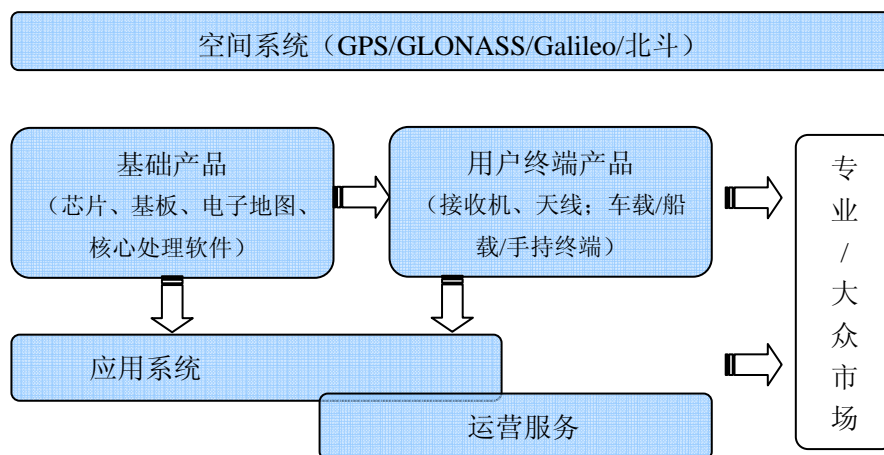 空间系统（GPS/GLONASS/Galileo/北斗）
基础产品
（芯片、基板、电子地图、
核心处理软件）
用户终端产品
（接收机、天线；车载/船
载/手持终端）
专
业
/
大
众
市
场
应用系统
运营服务